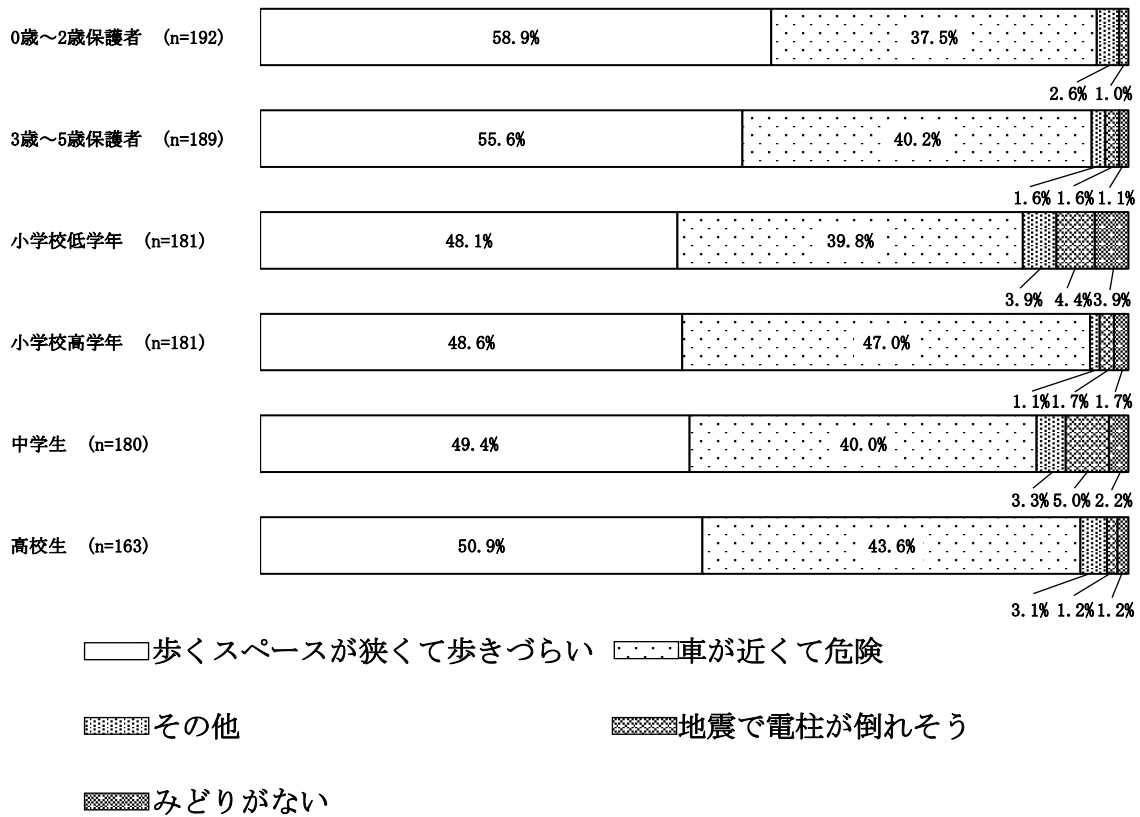 0歳～2歳保護者　(n=192)　58.9%　37.5%
2.6%　1.0%
3歳～5歳保護者　(n=189)　55.6%　40.2%
1.6%　1.6%　1.1%
小学校低学年　(n=181)　48.1%　39.8%
3.9%　4.4%　3.9%
小学校高学年　(n=181)　48.6%　47.0%
1.1%　1.7%　1.7%
中学生　(n=180)　49.4%　40.0%
3.3%　5.0%　2.2%
高校生　(n=163)　50.9%　43.6%
3.1%　1.2%　1.2%
歩くスペースが狭くて歩きづらい　車が近くて危険
その他　地震で電柱が倒れそう
みどりがない